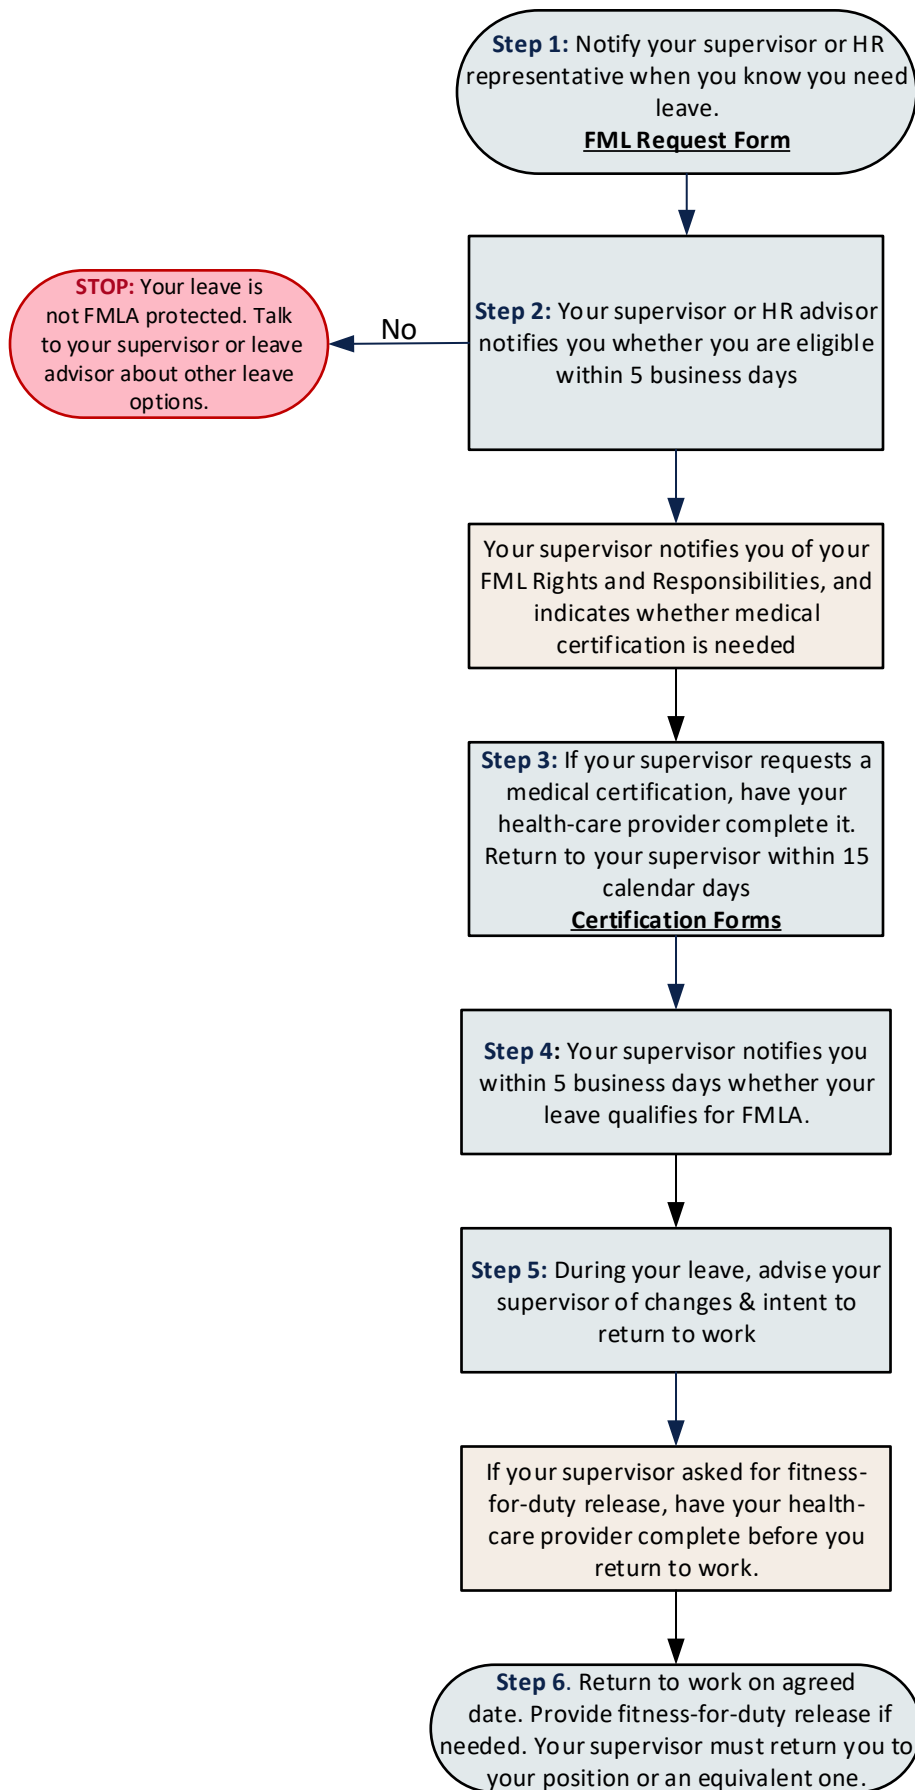 Step 1: Notify your supervisor or HR
representative when you know you need
leave.
FML Request Form
STOP: Your leave is
not FMLA protected. Talk
to your supervisor or leave
advisor about other leave
options.
No
Step 2: Your supervisor or HR advisor
notifies you whether you are eligible
within 5 business days
Your supervisor notifies you of your
FML Rights and Responsibilities, and
indicates whether medical
certification is needed
Step 3: If your supervisor requests a
medical certification, have your
health-care provider complete it.
Return to your supervisor within 15
calendar days
Certification Forms
Step 4: Your supervisor notifies you
within 5 business days whether your
leave qualifies for FMLA.
Step 5: During your leave, advise your
supervisor of changes & intent to
return to work
If your supervisor asked for fitness-
for-duty release, have your health-
care provider complete before you
return to work.
Step 6. Return to work on agreed
date. Provide fitness-for-duty release if
needed. Your supervisor must return you to
your position or an equivalent one.